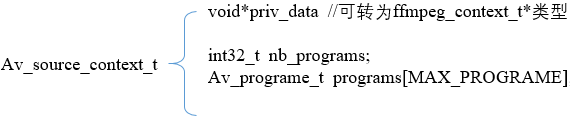 void*priv_data //可转为ffmpeg_context_t*类型
int32_t nb_programs;
Av_source_context_t
Av_programe_t programs[MAX_PROGRAME]